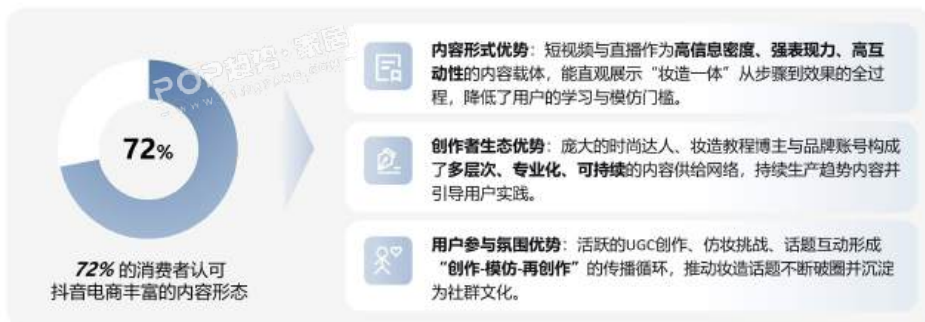 POP趋势·家居
72%
72% 的消费者认可
抖音电商丰富的内容形态
内容形式优势：短视频与直播作为高信息密度、强表现力、高互
动性的内容载体，能直观展示“妆造一体”从步骤到效果的全过
程，降低了用户的学习与模仿门槛。
创作者生态优势：庞大的时尚达人、妆造教程博主与品牌账号构成
了多层次、专业化、可持续的内容供给网络，持续生产趋势内容并
引导用户实践。
用户参与氛围优势：活跃的UGC创作、仿妆挑战、话题互动形成
“创作-模仿-再创作”的传播循环，推动妆造话题不断破圈并沉淀
为社群文化。